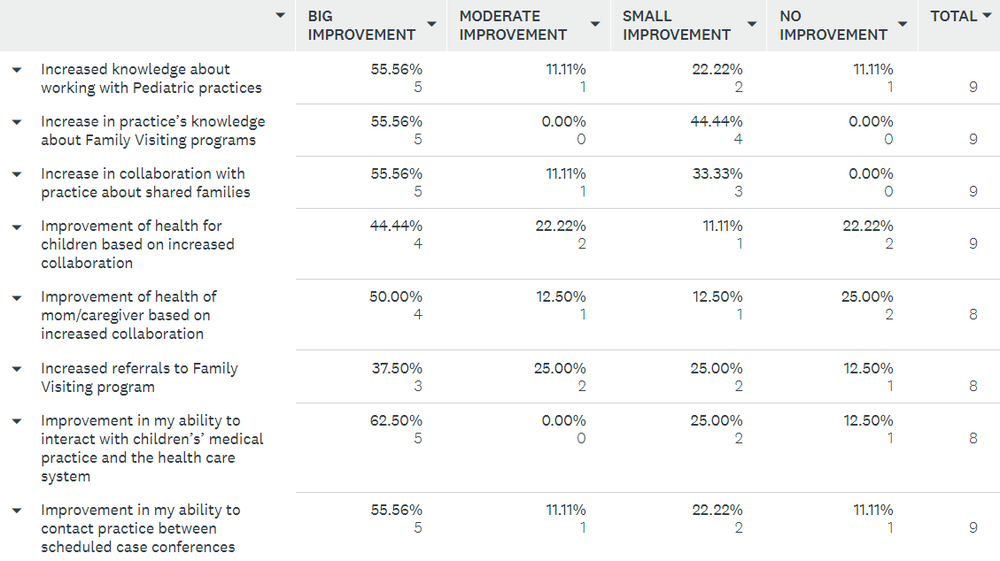 BIG IMPROVEMENT MODERATE IMPROVEMENT SMALL IMPROVEMENT NO IMPROVEMENT TOTAL
Increased knowledge about 55.56% 11.11% 22.22% 11.11%
working with Pediatric practices 5 1 2 1 9
Increase in practice’s knowledge 55.56% 0.00% 44.44% 0.00%
about Family Visiting programs 5 0 4 0 9
Increase in collaboration with 55.56% 11.11% 33.33% 0.00%
practice about shared families 5 1 3 0 9
Improvement of health for 44.44% 22.22% 11.11% 22.22%
children based on increased 4 2 1 2 9
collaboration
Improvement of health of 50.00% 12.50% 12.50% 25.00%
mom/caregiver based on 4 1 1 2 8
increased collaboration
Increased referrals to Family 37.50% 25.00% 25.00% 12.50%
Visiting program 3 2 2 1 8
Improvement in my ability to 62.50% 0.00% 25.00% 12.50%
interact with children’s’ medical 5 0 2 1 8
practice and the health care
system
Improvement in my ability to 55.56% 11.11% 22.22% 11.11%
contact practice between 5 1 2 1 9
scheduled case conferences